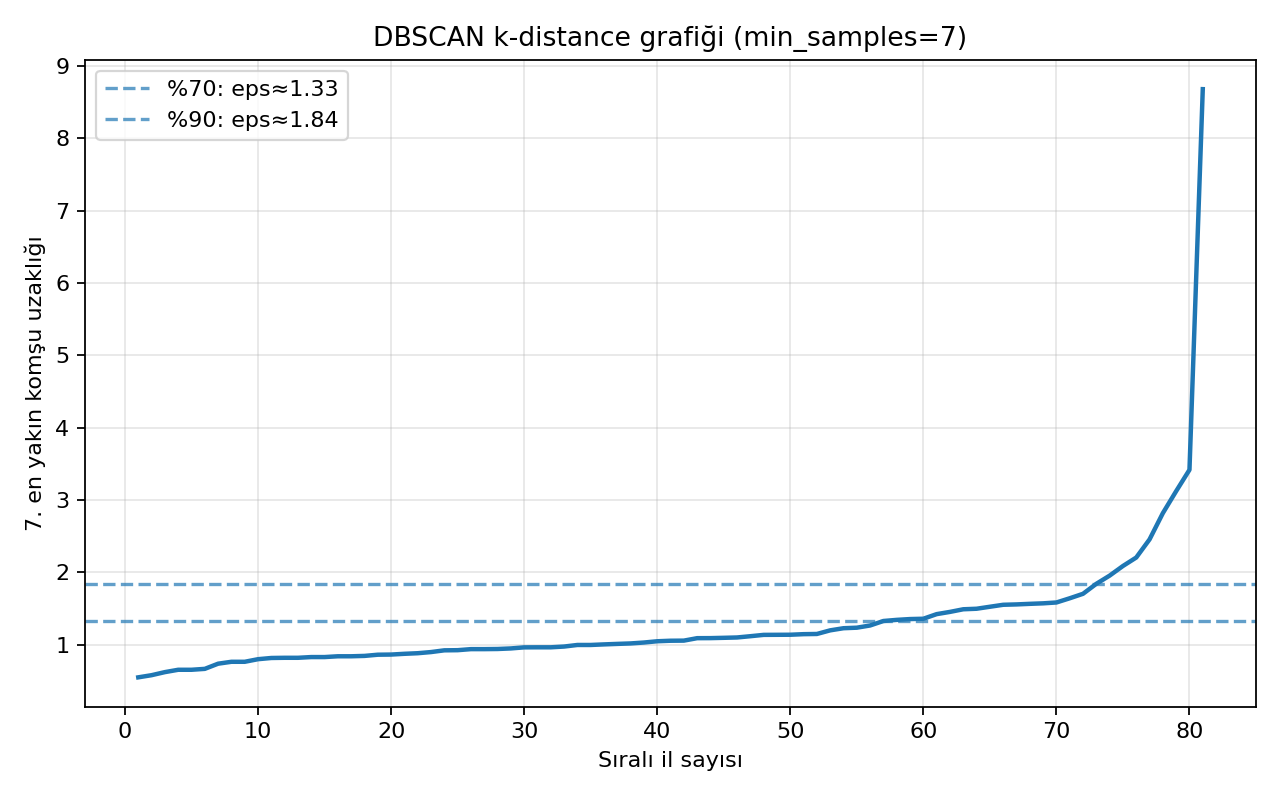 DBSCAN k-distance grafiği (min_samples=7)
%70: eps≈1.33
%90: eps≈1.84
7. en yakın komşu uzaklığı
9
8
7
6
5
4
3
2
1
0 10 20 30 40 50 60 70 80
Sıralı il sayısı